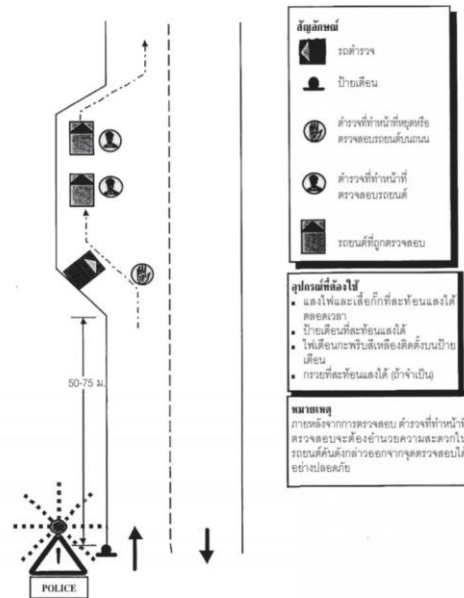 50-75 ม.
POLICE
สัญลักษณ์
รถตำรวจ
ป้ายเตือน
ตำรวจที่ทำหน้าที่หยุดหรือ
ตรวจสอบรถยนต์บนถนน
ตำรวจที่ทำหน้าที่
ตรวจสอบรถยนต์
รถยนต์ที่ถูกตรวจสอบ
อุปกรณ์ที่ต้องใช้
▪ แสงไฟและเสื้อกั๊กที่สะท้อนแสงได้
ตลอดเวลา
▪ ป้ายเตือนที่สะท้อนแสงได้
▪ ไฟเตือนกะพริบสีเหลืองติดตั้งบนป้าย
เตือน
▪ กรวยที่สะท้อนแสงได้ (ถ้าจำเป็น)
หมายเหตุ
ภายหลังจากการตรวจสอบ ตำรวจที่ทำหน้าที่
ตรวจสอบจะต้องอำนวยความสะดวกใ
รถยนต์คันดังกล่าวออกจากจุดตรวจสอบได้
อย่างปลอดภัย